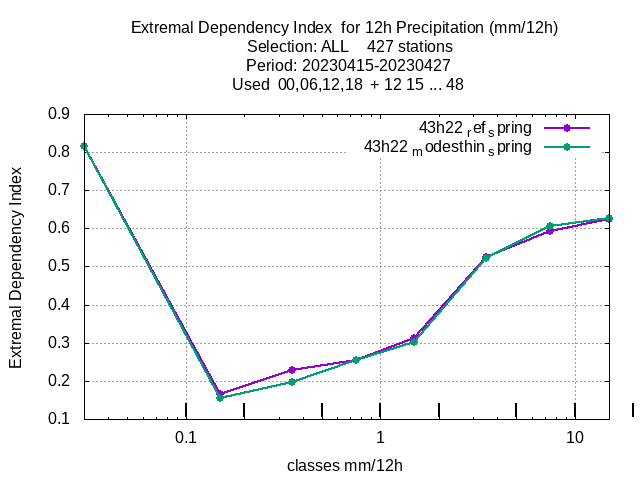 Extremal Dependency Index  for 12h Precipitation (mm/12h)
Selection: ALL    427 stations
Period: 20230415-20230427
Used  00,06,12,18  + 12 15 ... 48
43h22 ref spring
43h22 modesthin spring
Extremal Dependency Index
0.9
0.8
0.7
0.6
0.5
0.4
0.3
0.2
0.1
0.1 1 10
classes mm/12h